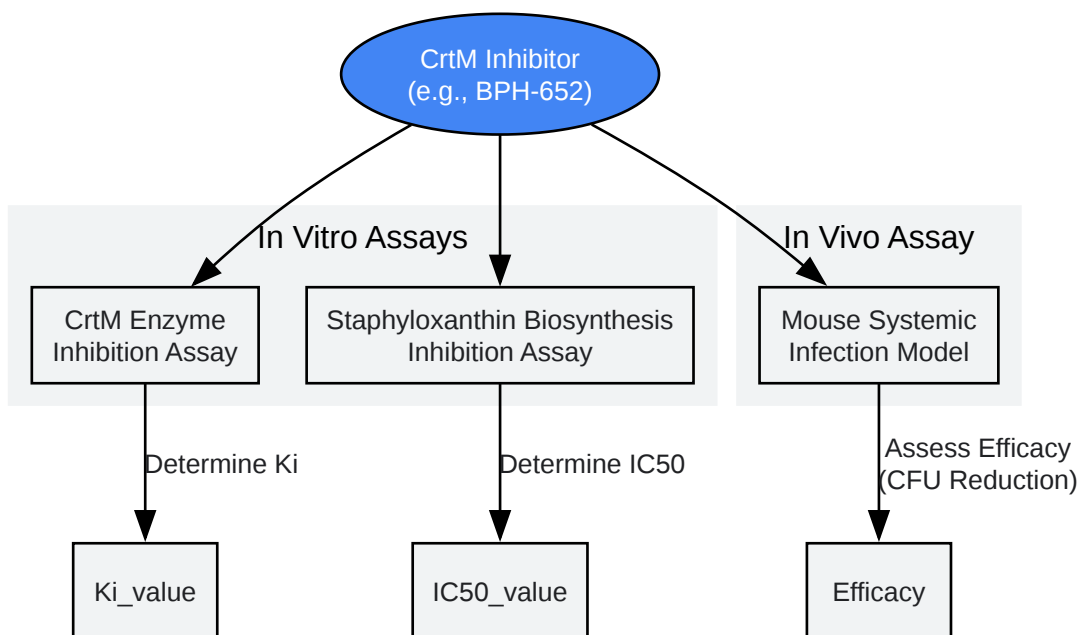 CrtM Inhibitor
(e.g., BPH-652)
In Vitro Assays
In Vivo Assay
CrtM Enzyme
Inhibition Assay
Staphyloxanthin Biosynthesis
Inhibition Assay
Mouse Systemic
Infection Model
Determine Ki
Determine IC50
Assess Efficacy
(CFU Reduction)
Ki_value
IC50_value
Efficacy